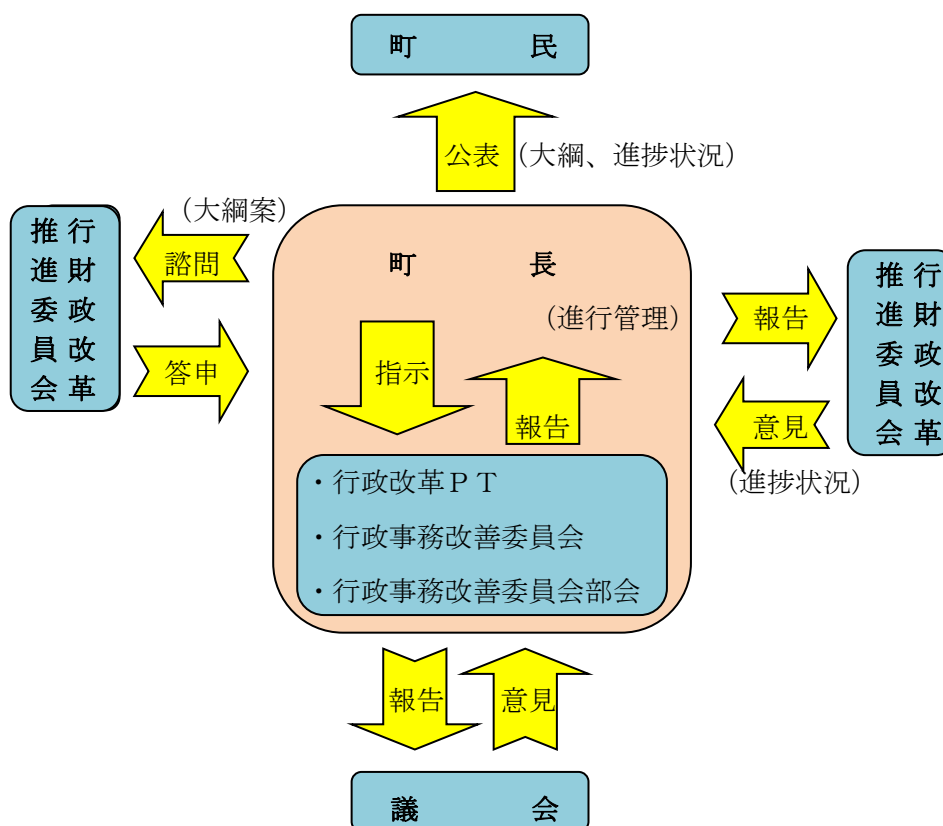 町 民
公表
(大綱、進捗状況)
(大綱案)
諮問
答申
行財政改革
推進委員会
町 長
(進行管理)
指示
報告
・行政改革ＰＴ
・行政事務改善委員会
・行政事務改善委員会部会
報告
意見
(進捗状況)
行財政改革
推進委員会
報告
意見
議 会